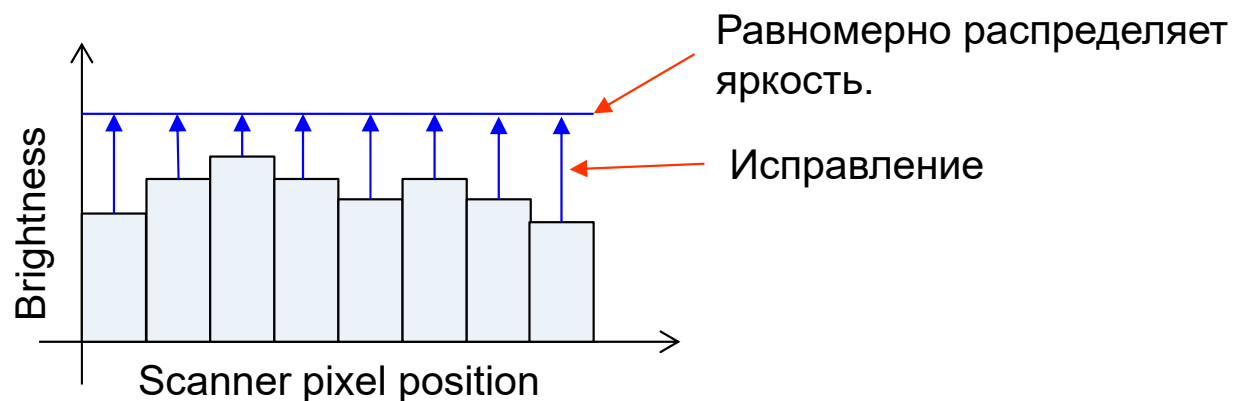 Равномерно распределяет
яркость.
Исправление
Brightness
Scanner pixel position